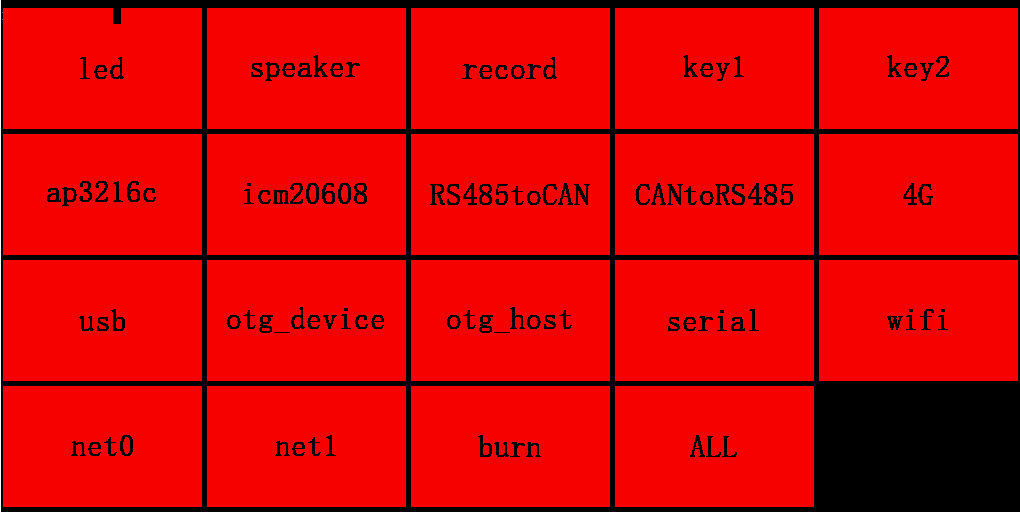 led speaker record key1 key2
ap3216c icm20608 RS485toCAN CANtoRS485 4G
usb otg_device otg_host serial wifi
net0 net1 burn ALL